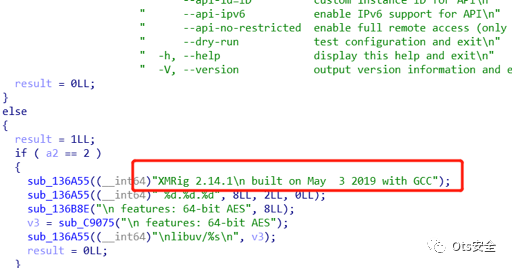 " --api-id=ID custom instance ID for API\n"
" --api-ipv6 enable IPv6 support for API\n"
" --api-no-restricted enable full remote access (only
" --dry-run test configuration and exit\n"
" -h, --help display this help and exit\n"
" -V, --version output version information and e
result = 0LL;
}
else
{
result = 1LL;
if ( a2 == 2 )
{
sub_136A55((__int64)"XMRig 2.14.1\n built on May  3 2019 with GCC");
sub_136A55((__int64)" %d.%d.%d", 8LL, 2LL, 0LL);
sub_136B8E("\n features: 64-bit AES", 8LL);
v3 = sub_C9075("\n features: 64-bit AES");
sub_136A55((__int64)"\nlibuv/%s\n", v3);
result = 0LL;
}
Ots安全